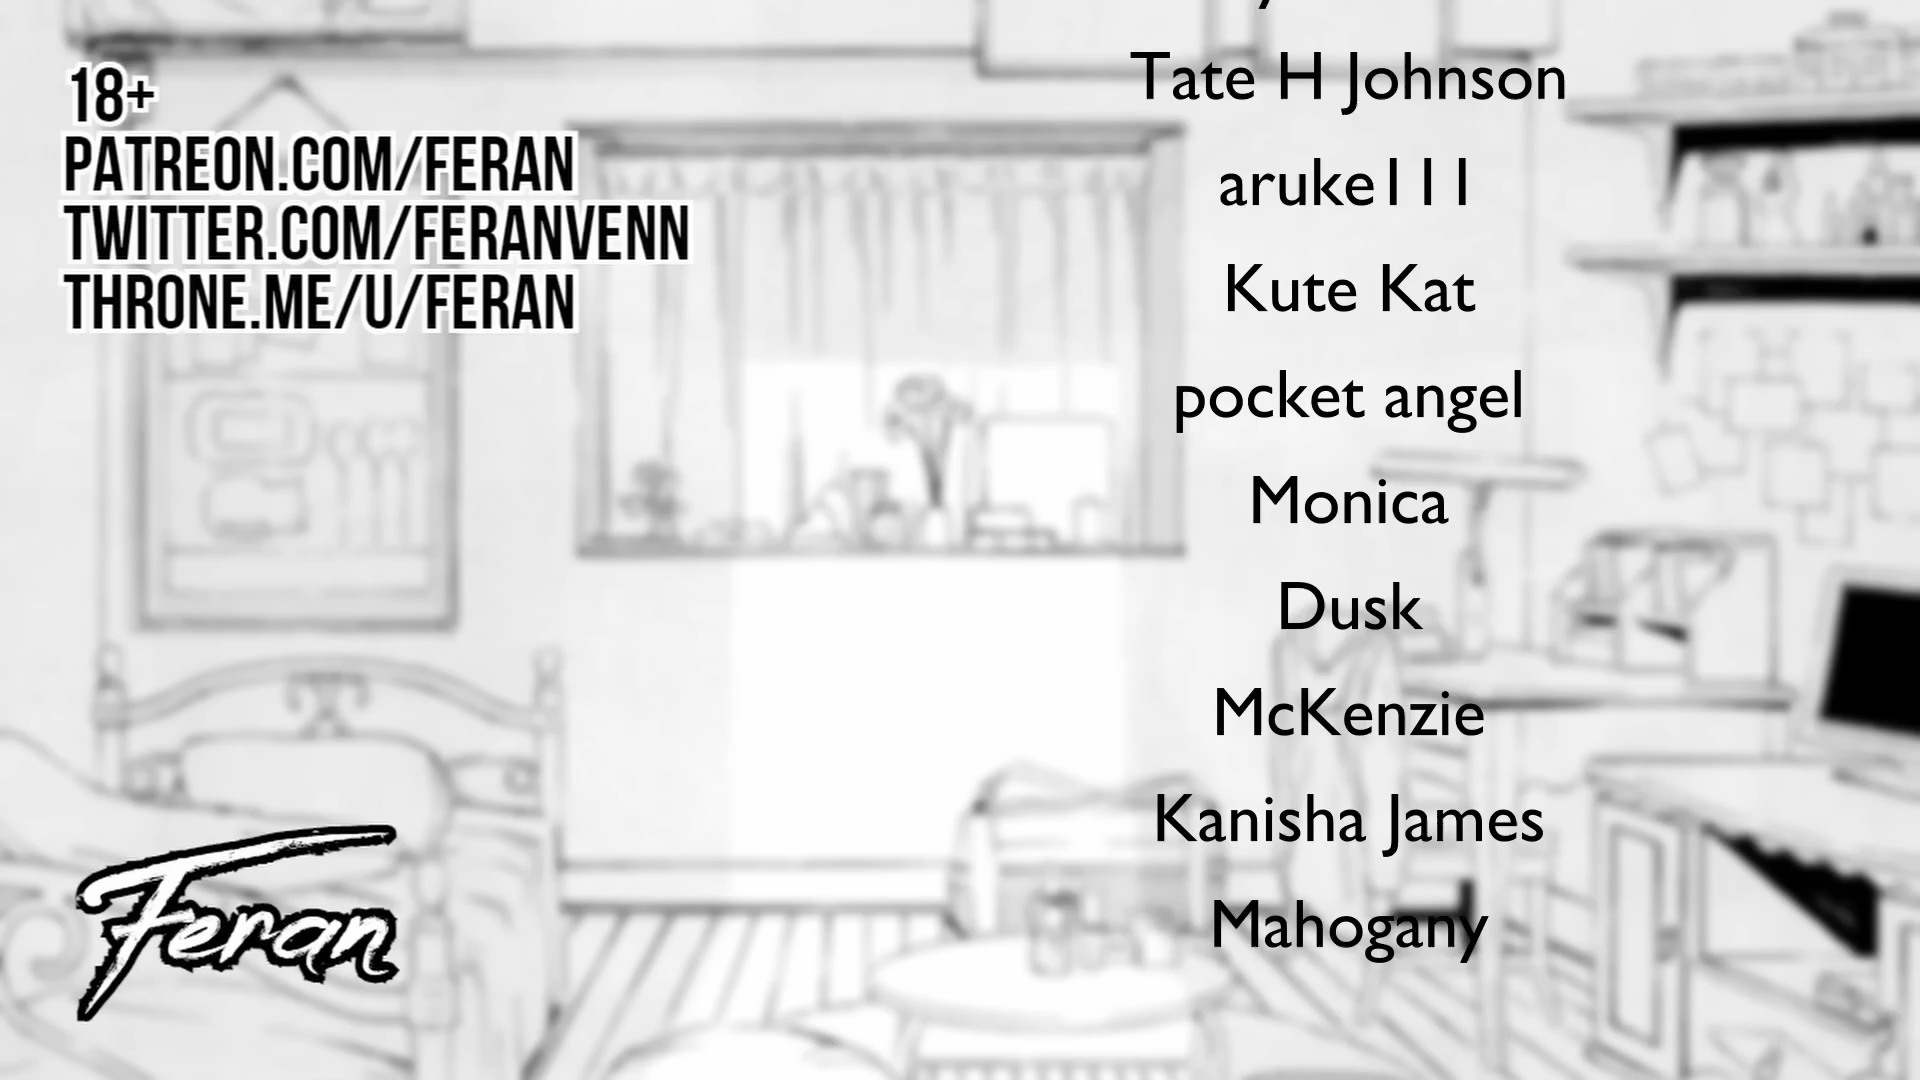 18+
PATREON.COM/FERAN
TWITTER.COM/FERANVENN
THRONE.ME/U/FERAN
Tate H Johnson
aruke111
Kute Kat
pocket angel
Monica
Dusk
McKenzie
Kanisha James
Mahogany
Feran